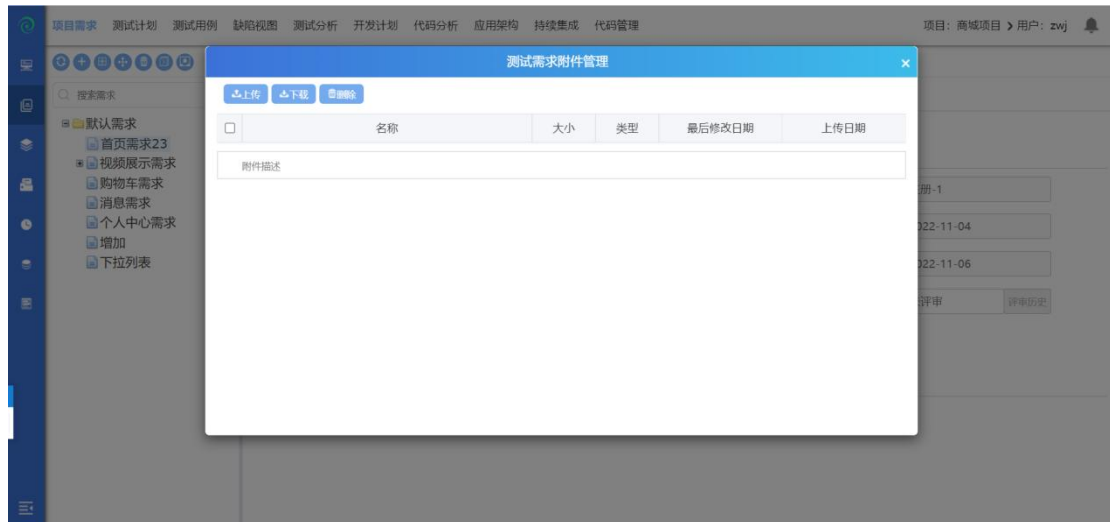 项目需求 测试计划 测试用例 缺陷视图 测试分析 开发计划 代码分析 应用架构 持续集成 代码管理 项目：商城项目 用户：zwj
测试需求附件管理 ×
搜索需求
上传 下载 删除
默认需求
名称 大小 类型 最后修改日期 上传日期
首页需求23
视频展示需求
附件描述
购物车需求
册-1
消息需求
个人中心需求
022-11-04
增加
下拉列表
022-11-06
评审 评审历史